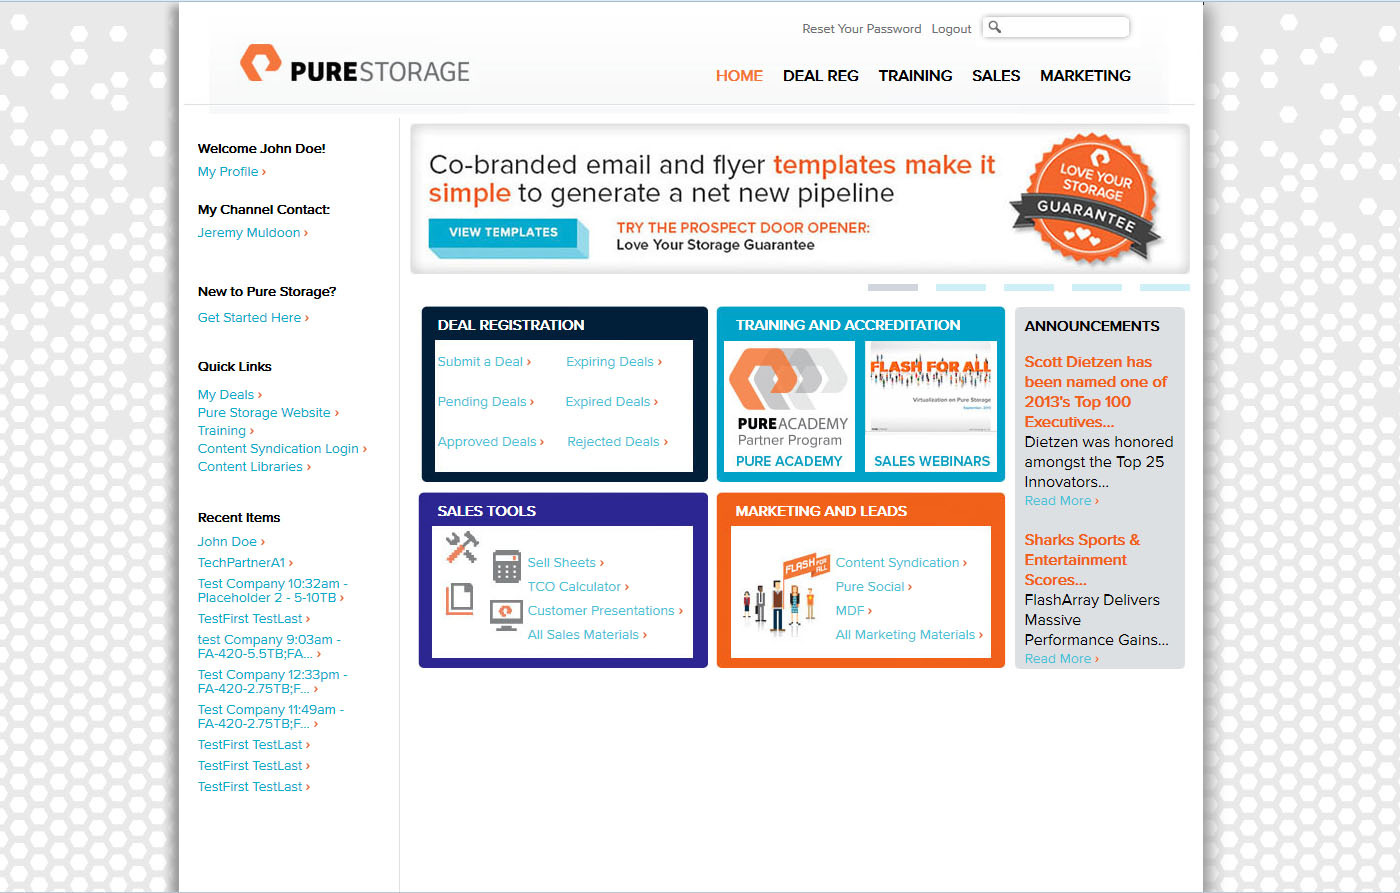 Reset Your Password Logout
PURESTORAGE
HOME DEAL REG TRAINING SALES MARKETING
Welcome John Doe!
My Profile ›
My Channel Contact:
Jeremy Muldoon ›
New to Pure Storage?
Get Started Here ›
Quick Links
My Deals ›
Pure Storage Website ›
Training ›
Content Syndication Login ›
Content Libraries ›
Recent Items
John Doe ›
TechPartnerA1 ›
Test Company 10:32am -
Placeholder 2 - 5-10TB ›
TestFirst TestLast ›
test Company 9:03am -
FA-420-5.5TB;FA... ›
Test Company 12:33pm -
FA-420-2.75TB;F... ›
Test Company 11:49am -
FA-420-2.75TB;F... ›
TestFirst TestLast ›
TestFirst TestLast ›
TestFirst TestLast ›
Co-branded email and flyer templates make it
simple to generate a net new pipeline
VIEW TEMPLATES
TRY THE PROSPECT DOOR OPENER:
Love Your Storage Guarantee
LOVE YOUR
STORAGE
GUARANTEE
DEAL REGISTRATION
Submit a Deal › Expiring Deals ›
Pending Deals › Expired Deals ›
Approved Deals › Rejected Deals ›
TRAINING AND ACCREDITATION
PUREACADEMY
Partner Program
PURE ACADEMY
FLASH FOR ALL
Virtualization on Pure Storage
SALES WEBINARS
SALES TOOLS
Sell Sheets ›
TCO Calculator ›
Customer Presentations ›
All Sales Materials ›
MARKETING AND LEADS
FLASH FOR ALL
Content Syndication ›
Pure Social ›
MDF ›
All Marketing Materials ›
ANNOUNCEMENTS
Scott Dietzen has
been named one of
2013's Top 100
Executives...
Dietzen was honored
amongst the Top 25
Innovators...
Read More ›
Sharks Sports &
Entertainment
Scores...
FlashArray Delivers
Massive
Performance Gains...
Read More ›